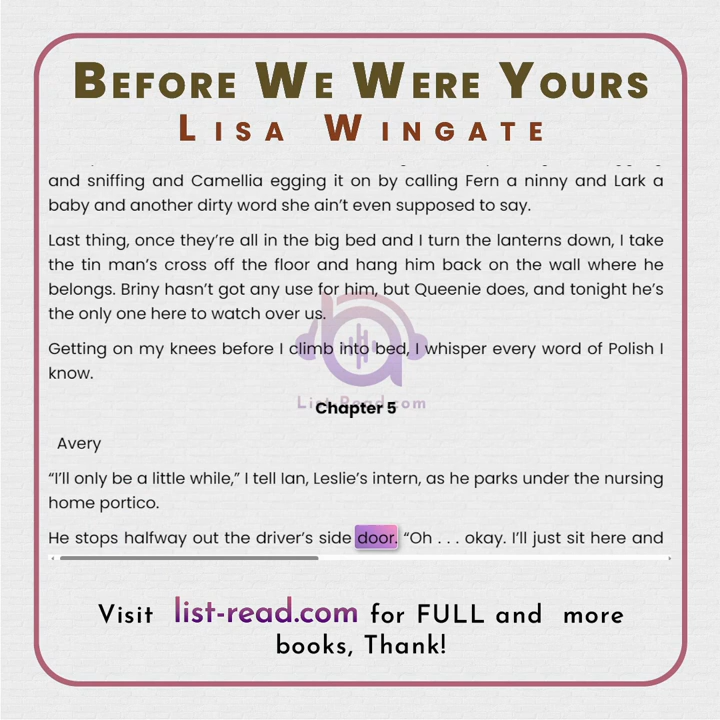 BEFORE WE WERE YOURS
LISA WINGATE
and sniffing and Camellia egging it on by calling Fern a ninny and Lark a
baby and another dirty word she ain’t even supposed to say.
Last thing, once they’re all in the big bed and I turn the lanterns down, I take
the tin man’s cross off the floor and hang him back on the wall where he
belongs. Briny hasn’t got any use for him, but Queenie does, and tonight he’s
the only one here to watch over us.
Getting on my knees before I climb into bed, I whisper every word of Polish I
know.
List-Read.com
Chapter 5
Avery
“I’ll only be a little while,” I tell Ian, Leslie’s intern, as he parks under the nursing
home portico.
He stops halfway out the driver’s side door. “Oh . . . okay. I’ll just sit here and
Visit list-read.com for FULL and more
books, Thank!